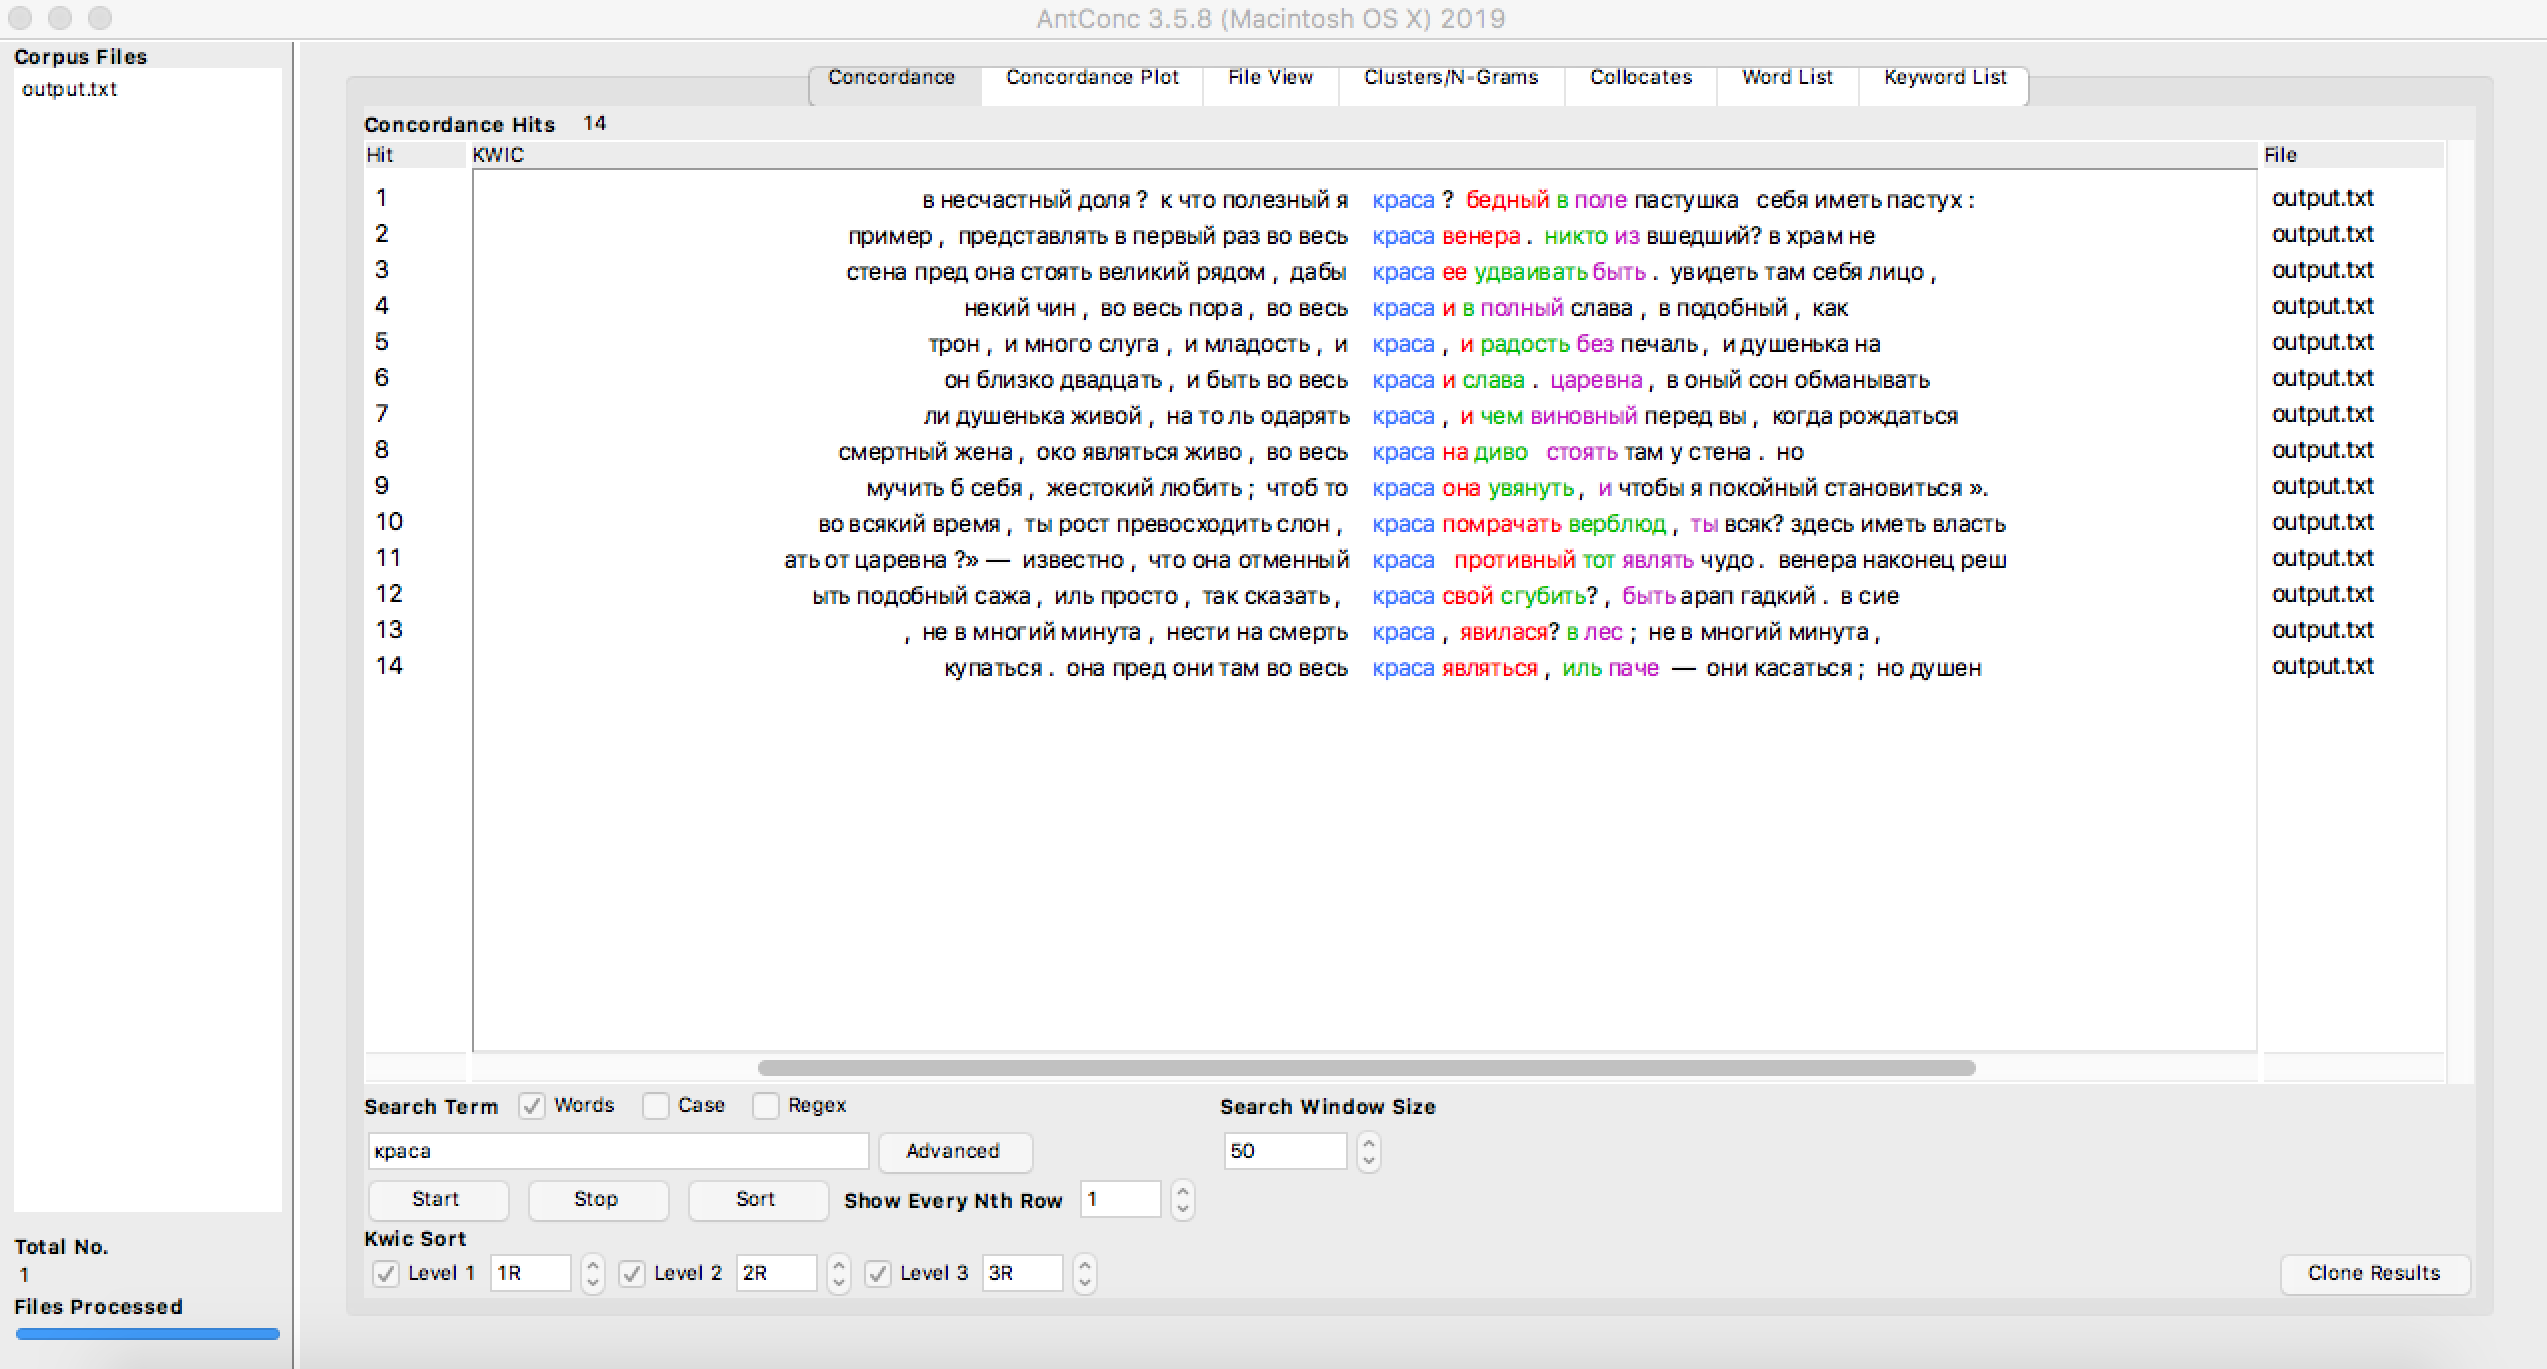 AntConc 3.5.8 (Macintosh OS X) 2019
Corpus Files
output.txt
Concordance Concordance Plot File View Clusters/N-Grams Collocates Word List Keyword List
Concordance Hits 14
Hit KWIC File
1 в несчастный доля ? к что полезный я краса ? бедный в поле пастушка себя иметь пастух : output.txt
2 пример , представлять в первый раз во весь краса венера . никто из вшедший? в храм не output.txt
3 стена пред она стоять великий рядом , дабы краса ее удваивать быть . увидеть там себя лицо , output.txt
4 некий чин , во весь пора , во весь краса и в полный слава , в подобный , как output.txt
5 трон , и много слуга , и младость , и краса , и радость без печаль , и душенька на output.txt
6 он близко двадцать , и быть во весь краса и слава . царевна , в оный сон обманывать output.txt
7 ли душенька живой , на то ль одарять краса , и чем виновный перед вы , когда рождаться output.txt
8 смертный жена , око являться живо , во весь краса на диво стоять там у стена . но output.txt
9 мучить б себя , жестокий любить ; чтоб то краса она увянуть , и чтобы я покойный становиться ». output.txt
10 во всякий время , ты рост превосходить слон , краса помрачать верблюд , ты всяк? здесь иметь власть output.txt
11 ать от царевна ?» — известно , что она отменный краса противный тот являть чудо . венера наконец реш output.txt
12 ыть подобный сажа , иль просто , так сказать , краса свой сгубить? , быть арап гадкий . в сие output.txt
13 , не в многий минута , нести на смерть краса , явилася? в лес ; не в многий минута , output.txt
14 купаться . она пред они там во весь краса являться , иль паче — они касаться ; но душен output.txt
Search Term Words Case Regex Search Window Size
краса Advanced 50
Start Stop Sort Show Every Nth Row 1
Kwic Sort
Level 1 1R Level 2 2R Level 3 3R Clone Results
Total No.
1
Files Processed